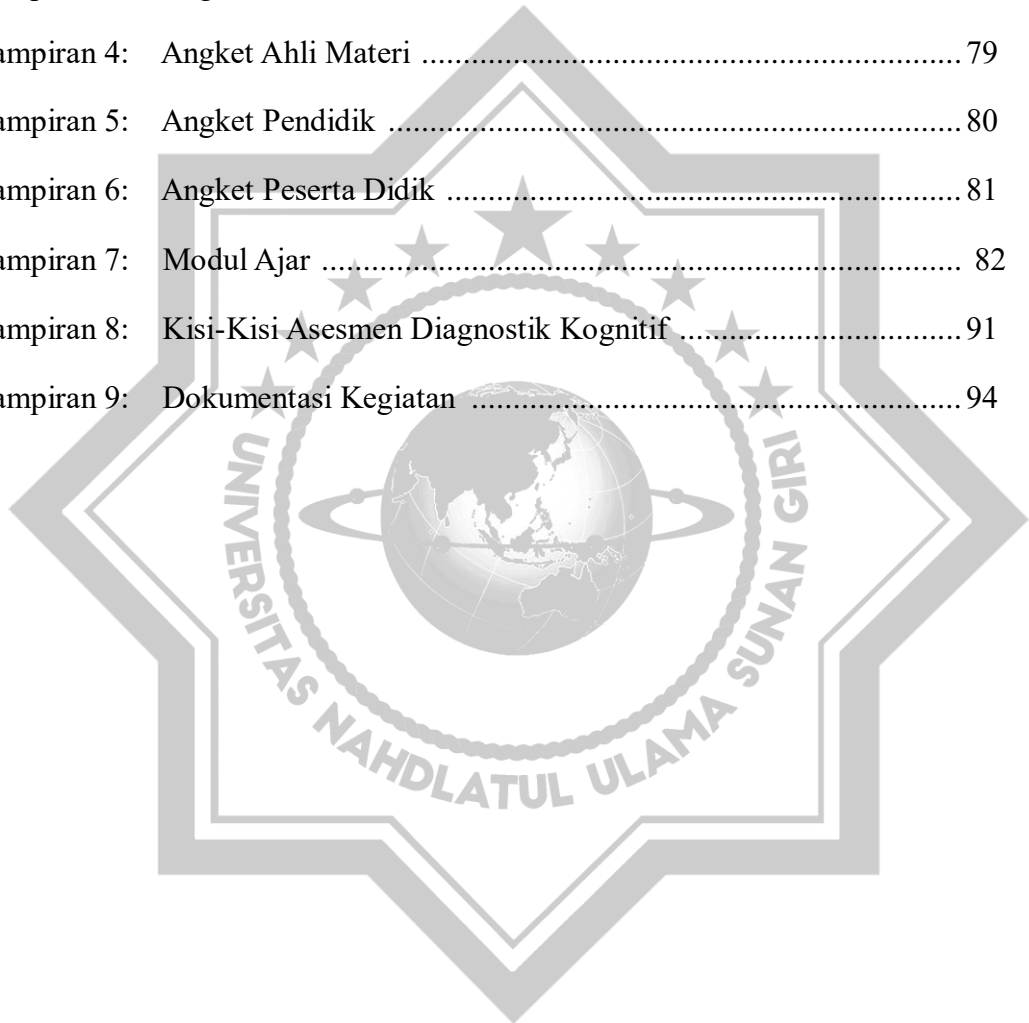 ampiran 4: Angket Ahli Materi ........................................................................ 79
ampiran 5: Angket Pendidik ............................................................................ 80
ampiran 6: Angket Peserta Didik .................................................................... 81
ampiran 7: Modul Ajar .................................................................................... 82
ampiran 8: Kisi-Kisi Asesmen Diagnostik Kognitif ..................................... 91
ampiran 9: Dokumentasi Kegiatan ................................................................. 94
UNIVERSITAS NAHDLATUL ULAMA SUNAN GIRI